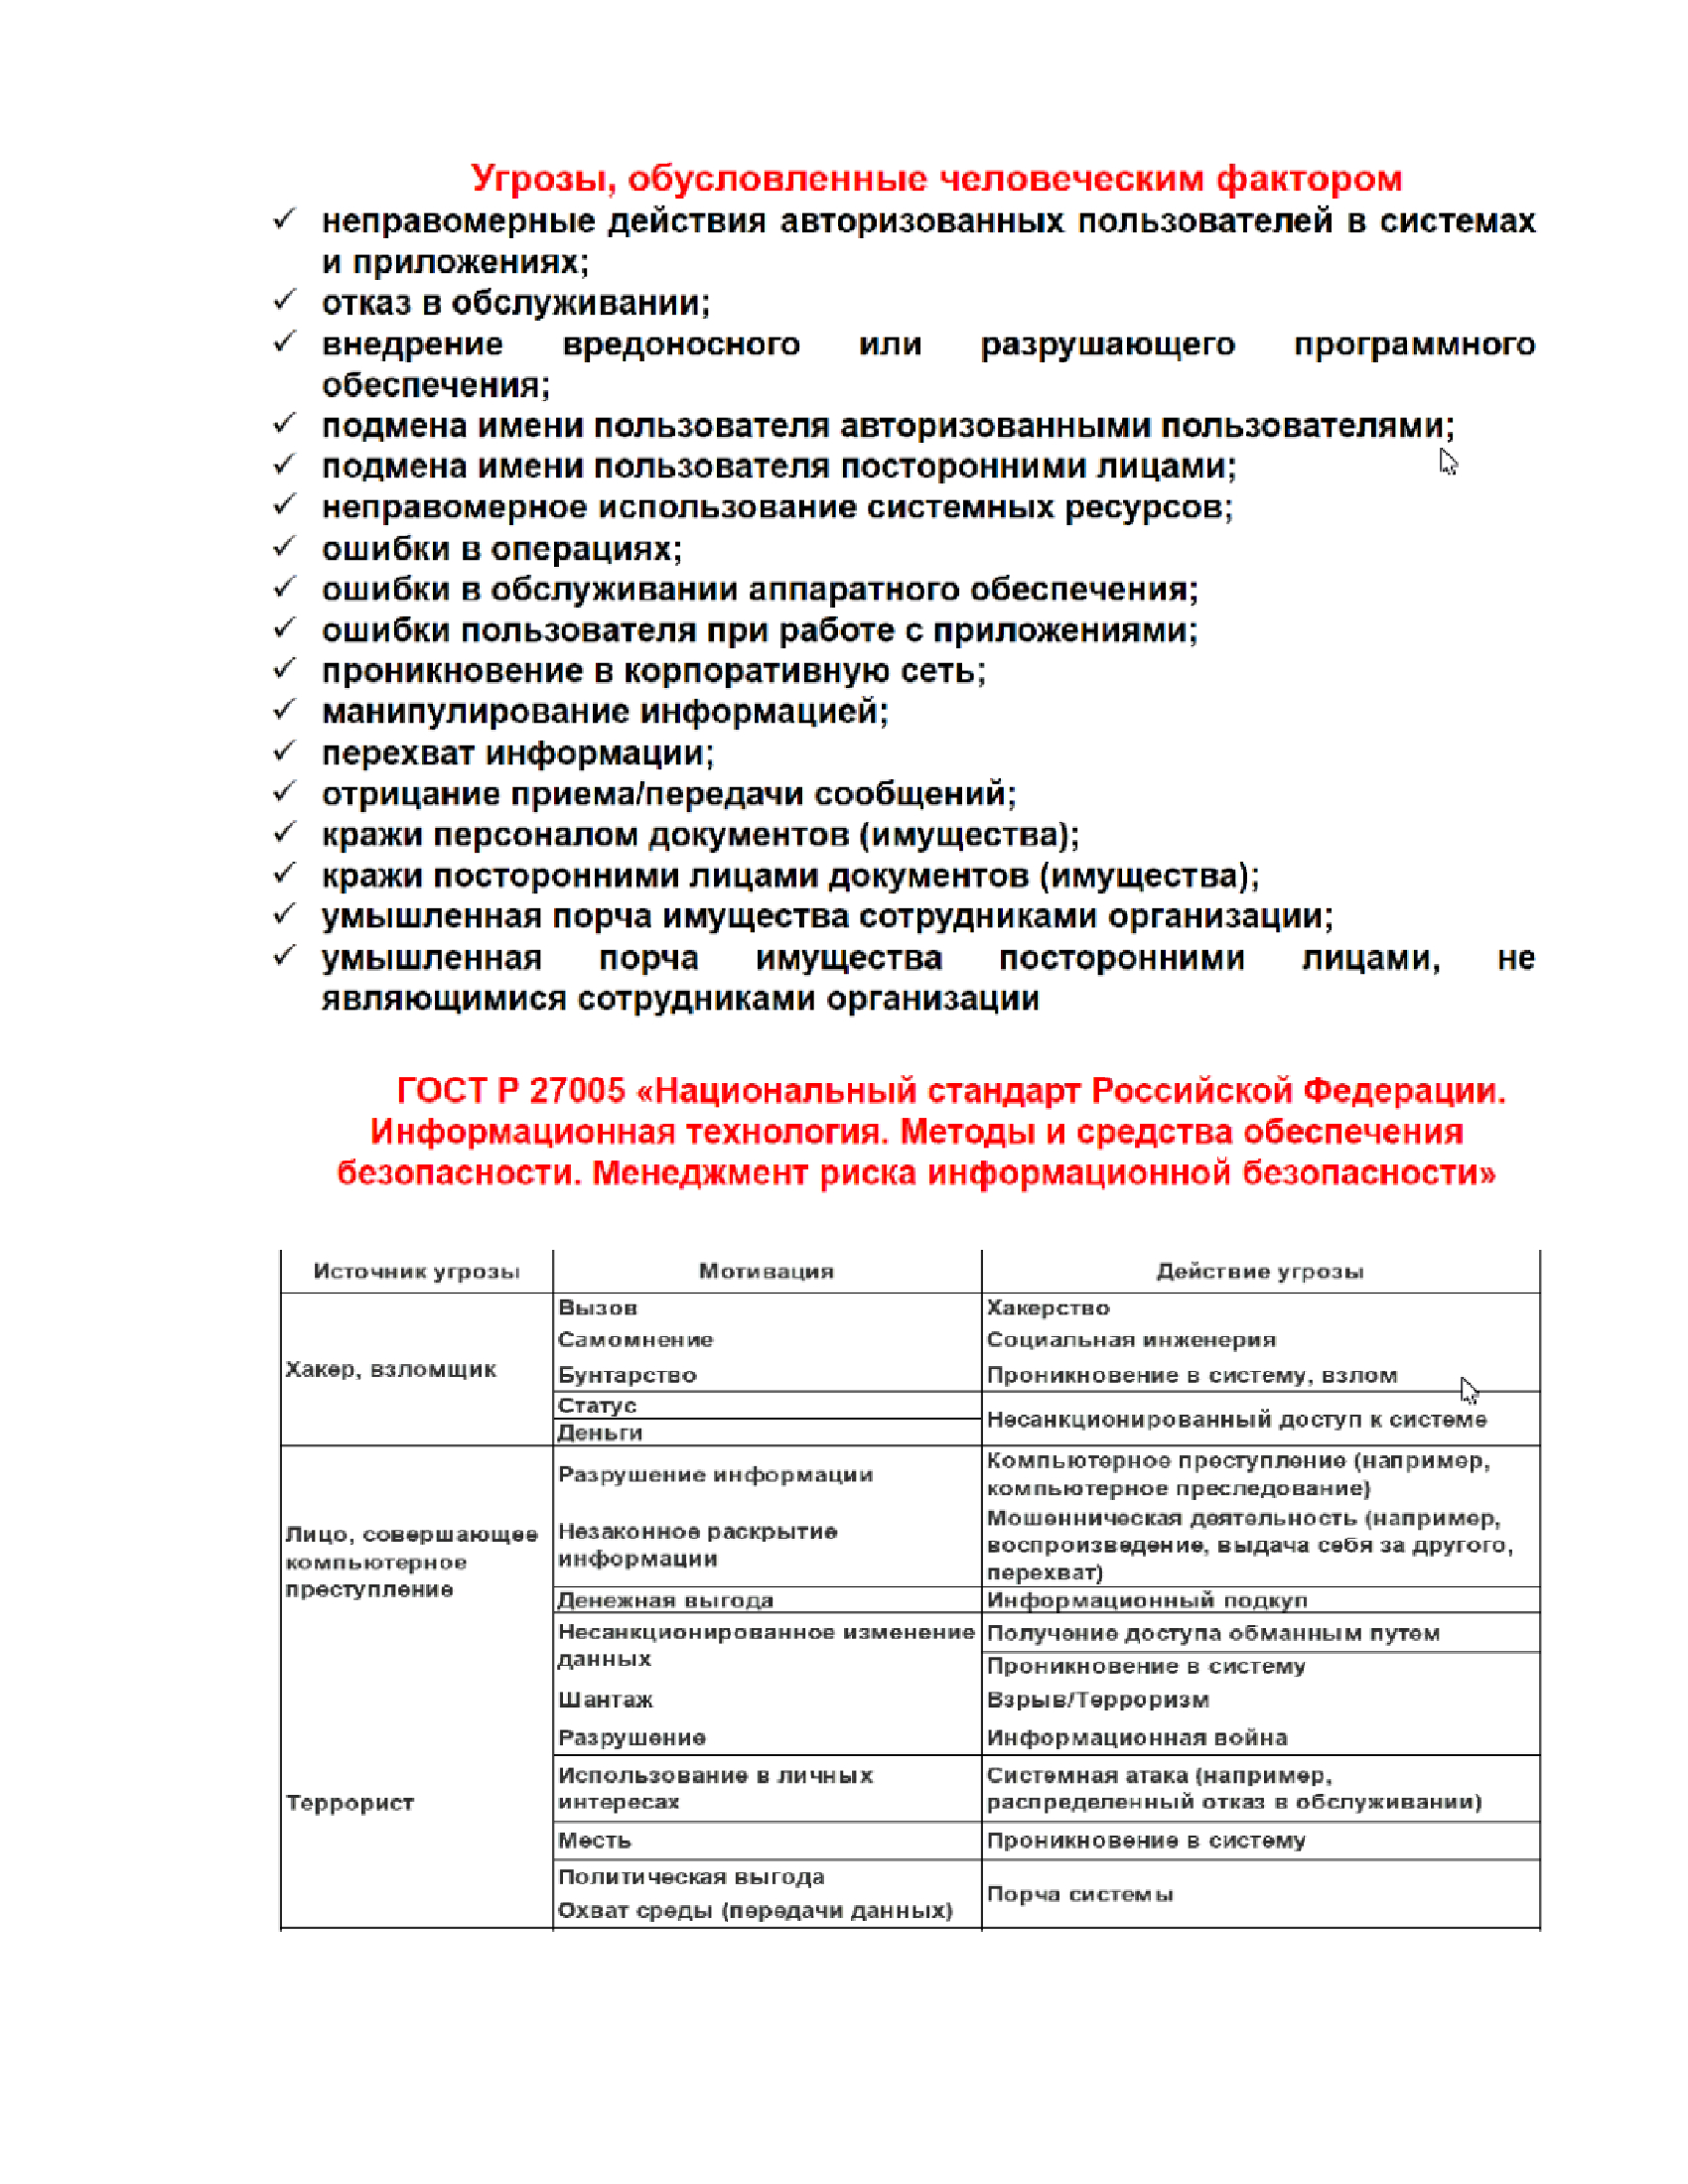 Угрозы, обусловленные человеческим фактором
✓ неправомерные действия авторизованных пользователей в системах
и приложениях;
✓ отказ в обслуживании;
✓ внедрение вредоносного или разрушающего программного
обеспечения;
✓ подмена имени пользователя авторизованными пользователями;
✓ подмена имени пользователя посторонними лицами;
✓ неправомерное использование системных ресурсов;
✓ ошибки в операциях;
✓ ошибки в обслуживании аппаратного обеспечения;
✓ ошибки пользователя при работе с приложениями;
✓ проникновение в корпоративную сеть;
✓ манипулирование информацией;
✓ перехват информации;
✓ отрицание приема/передачи сообщений;
✓ кражи персоналом документов (имущества);
✓ кражи посторонними лицами документов (имущества);
✓ умышленная порча имущества сотрудниками организации;
✓ умышленная порча имущества посторонними лицами, не
являющимися сотрудниками организации
ГОСТ Р 27005 «Национальный стандарт Российской Федерации.
Информационная технология. Методы и средства обеспечения
безопасности. Менеджмент риска информационной безопасности»
Источник угрозы Мотивация Действие угрозы
Хакер, взломщик
Вызов Хакерство
Самомнение Социальная инженерия
Бунтарство Проникновение в систему, взлом
Статус
Деньги
Несанкционированный доступ к системе
Лицо, совершающее
компьютерное
преступление
Разрушение информации
Компьютерное преступление (например,
компьютерное преследование)
Незаконное раскрытие
информации
Мошенническая деятельность (например,
воспроизведение, выдача себя за другого,
перехват)
Денежная выгода Информационный подкуп
Несанкционированное изменение
данных
Получение доступа обманным путем
Проникновение в систему
Террорист
Шантаж Взрыв/Терроризм
Разрушение Информационная война
Использование в личных
интересах
Системная атака (например,
распределенный отказ в обслуживании)
Месть Проникновение в систему
Политическая выгода
Охват среды (передачи данных)
Порча системы